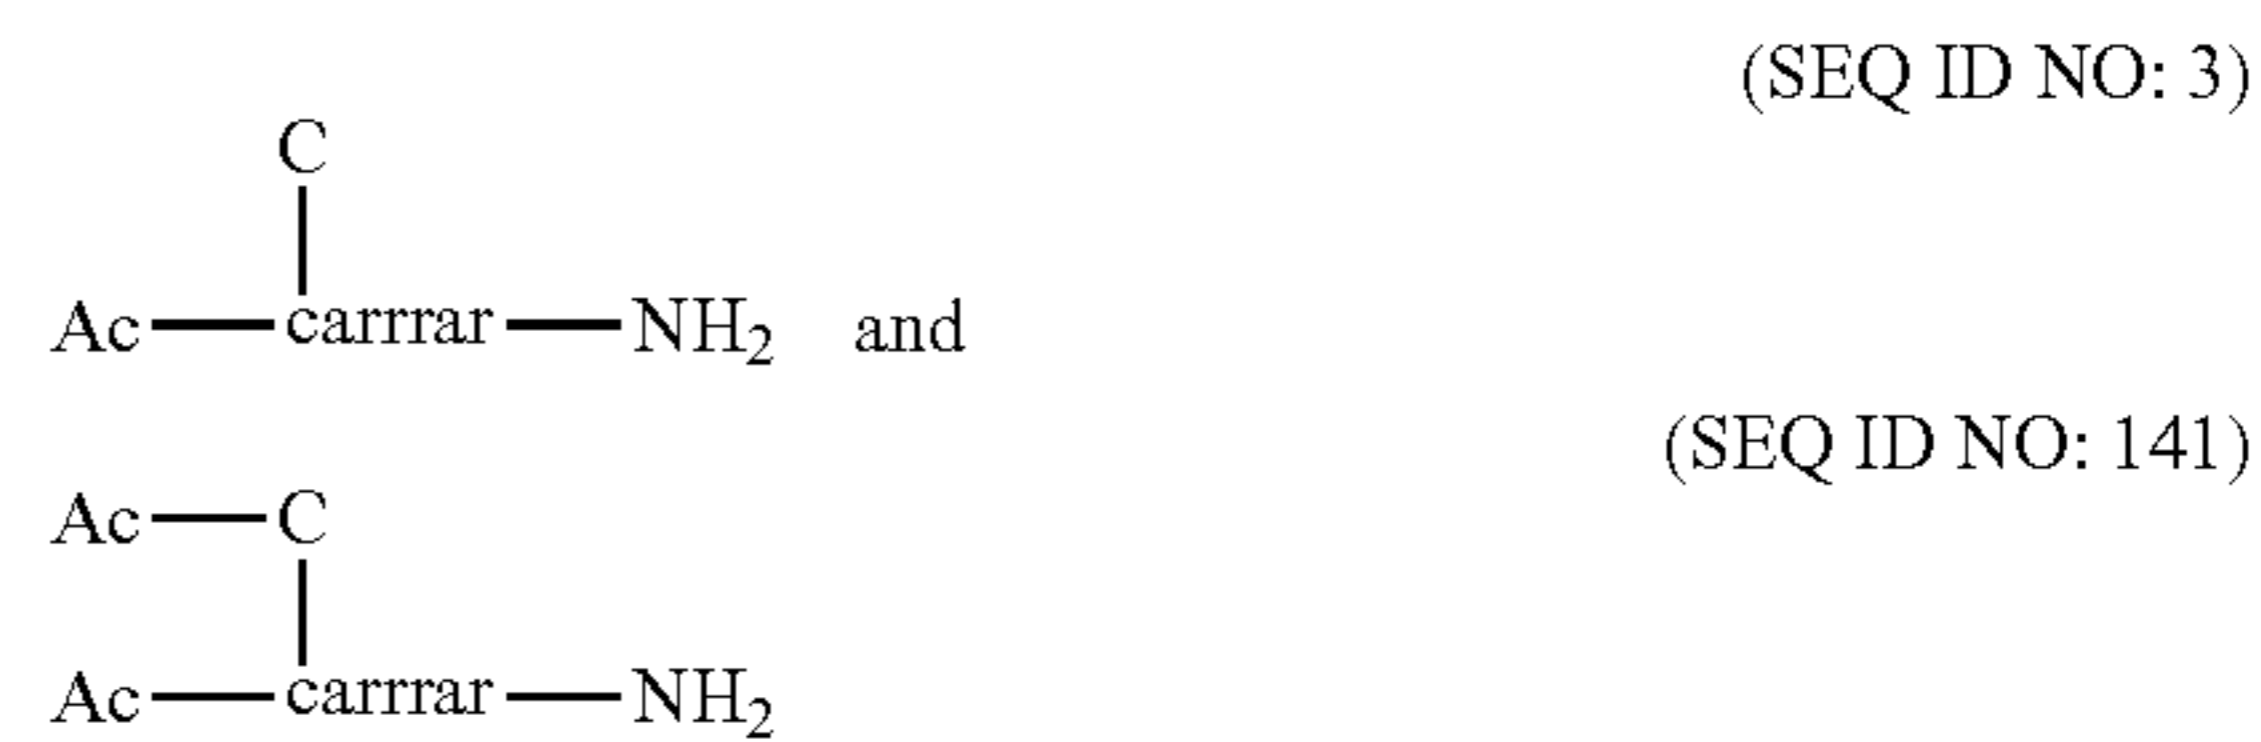 (SEQ ID NO: 3)
C
Ac—carrrar—NH₂ and
(SEQ ID NO: 141)
Ac—C
Ac—carrrar—NH₂